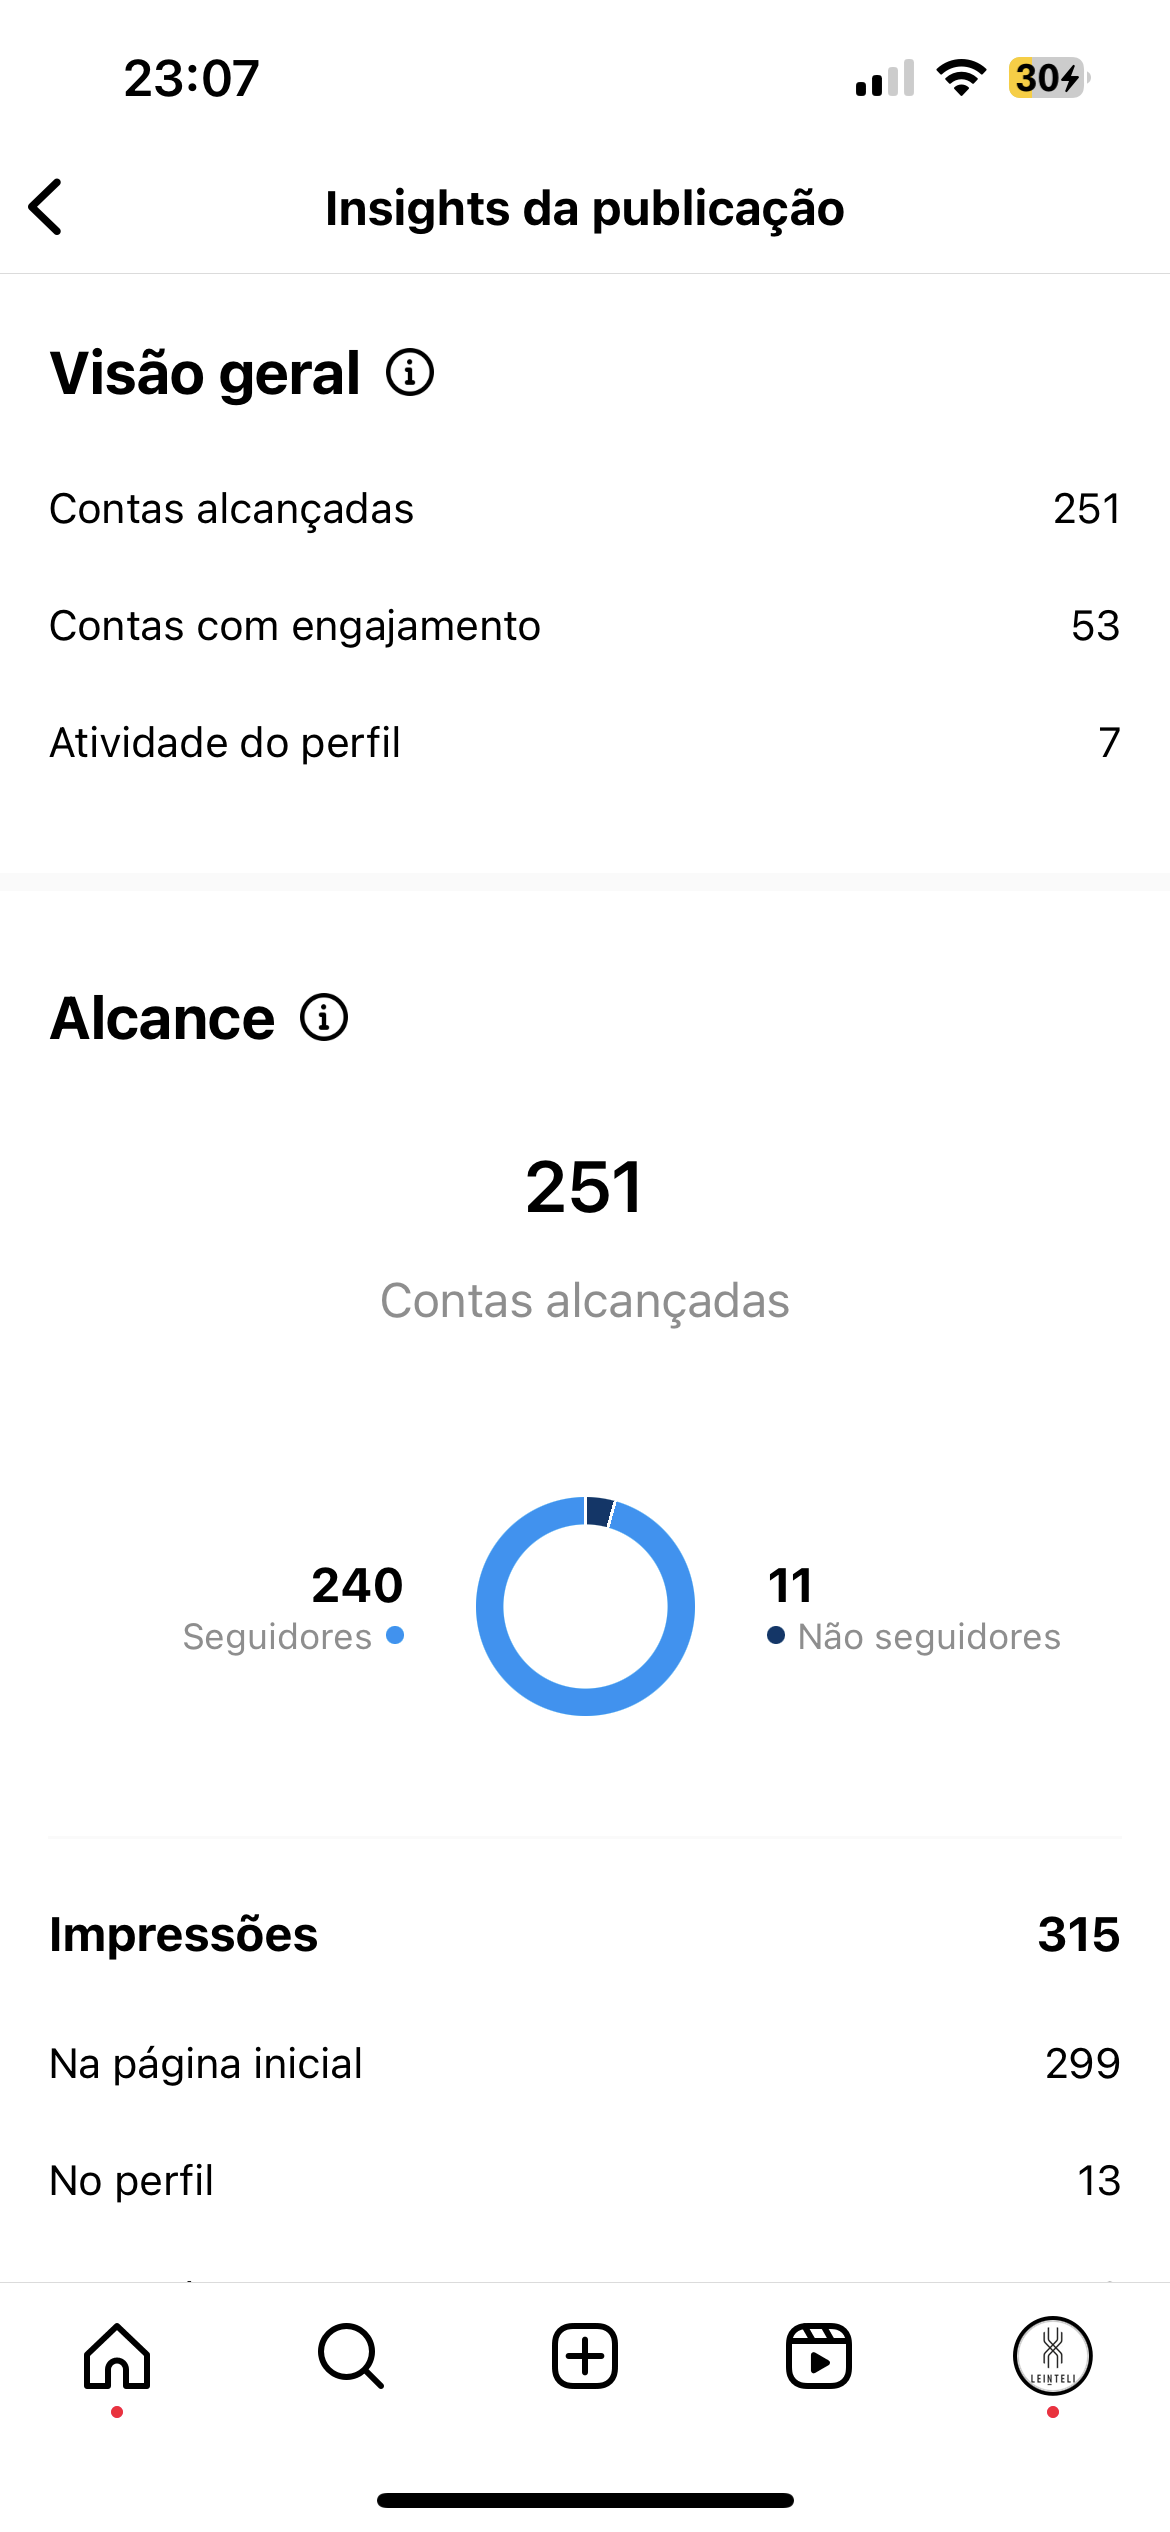 23:07
30
Insights da publicação
Visão geral
Contas alcançadas 251
Contas com engajamento 53
Atividade do perfil 7
Alcance
251
Contas alcançadas
240
Seguidores
11
Não seguidores
Impressões 315
Na página inicial 299
No perfil 13
LEINTELI